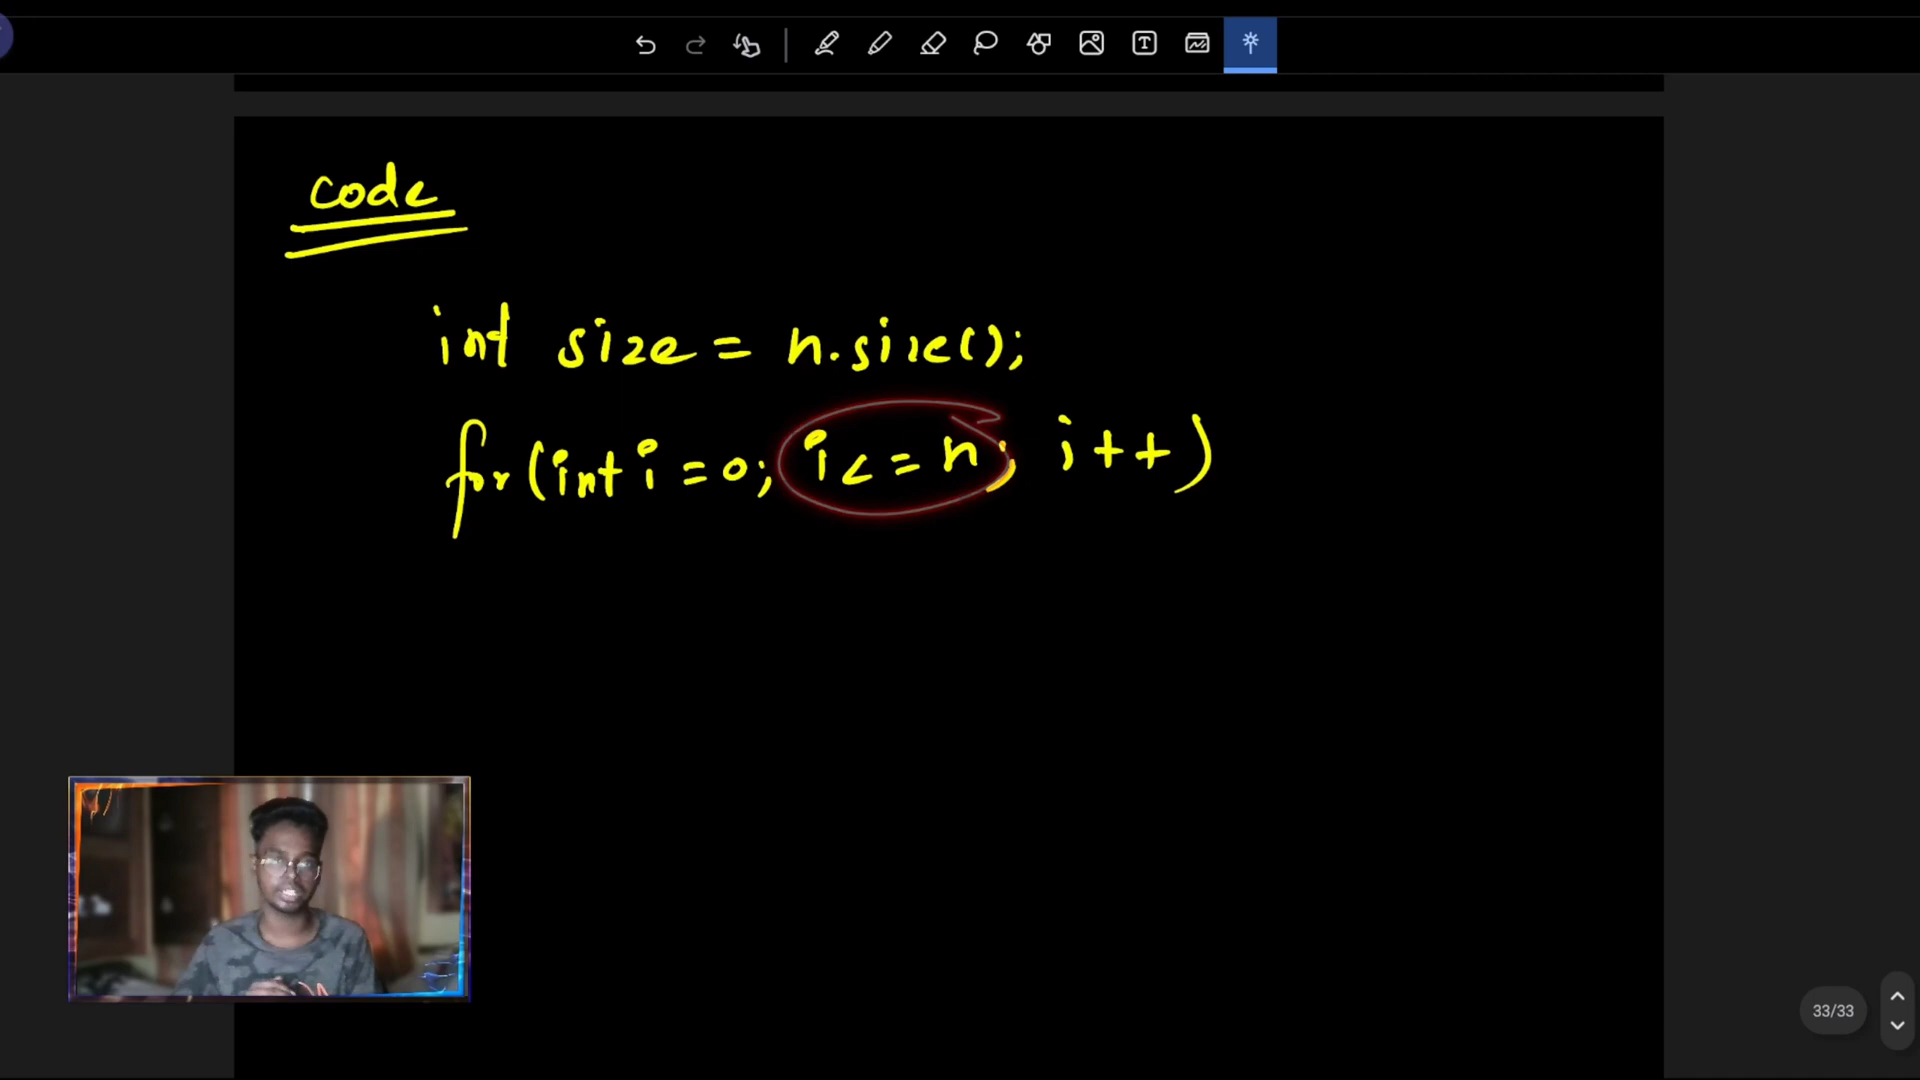 code
int size = n.size();
for(int i = 0; i <= n; i++)
33/33